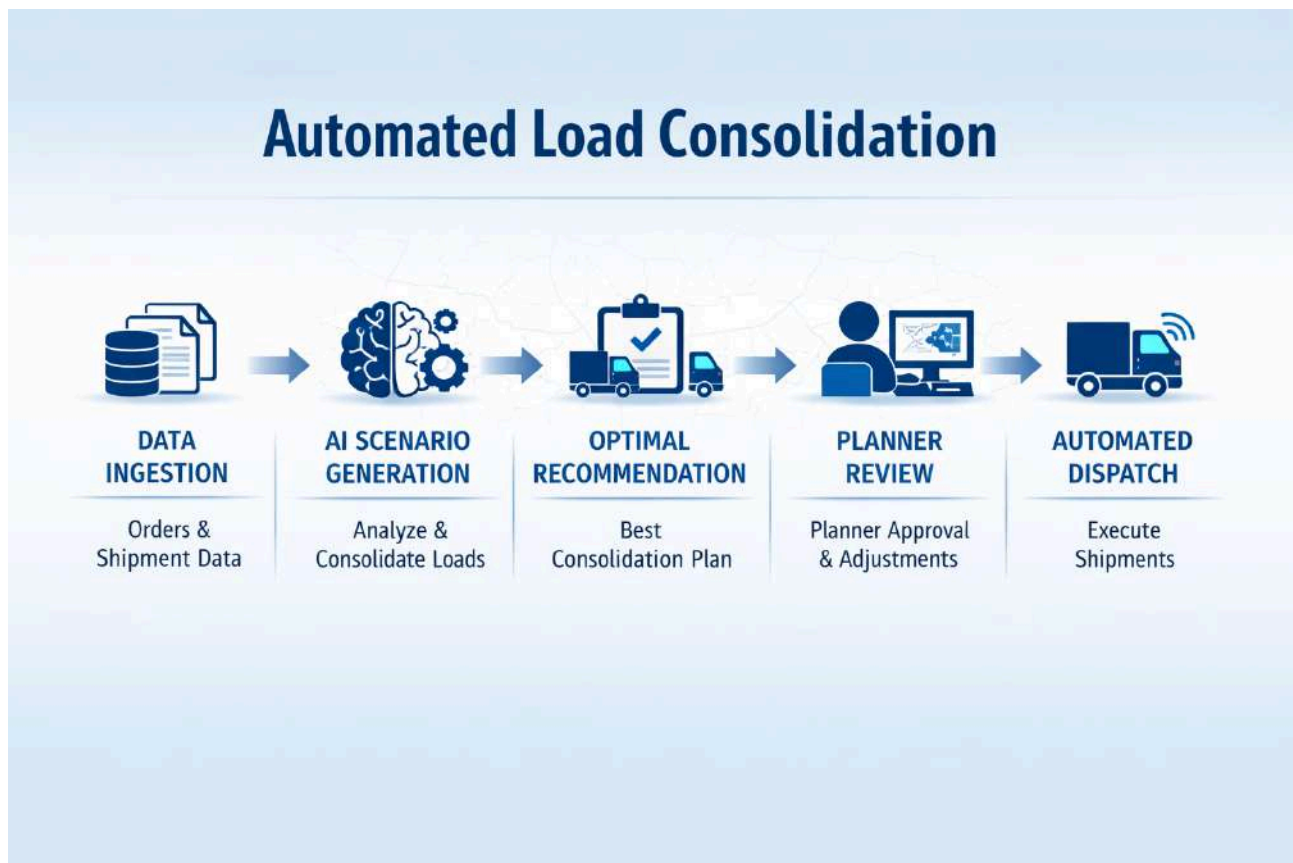 Automated Load Consolidation
DATA
INGESTION
Orders &
Shipment Data
AI SCENARIO
GENERATION
Analyze &
Consolidate Loads
OPTIMAL
RECOMMENDATION
Best
Consolidation Plan
PLANNER
REVIEW
Planner Approval
& Adjustments
AUTOMATED
DISPATCH
Execute
Shipments